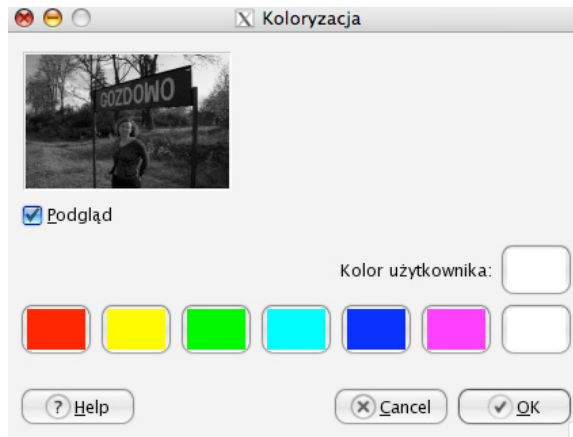 Koloryzacja
GOZDOWO
Podgląd
Kolor użytkownika:
Help
Cancel
OK